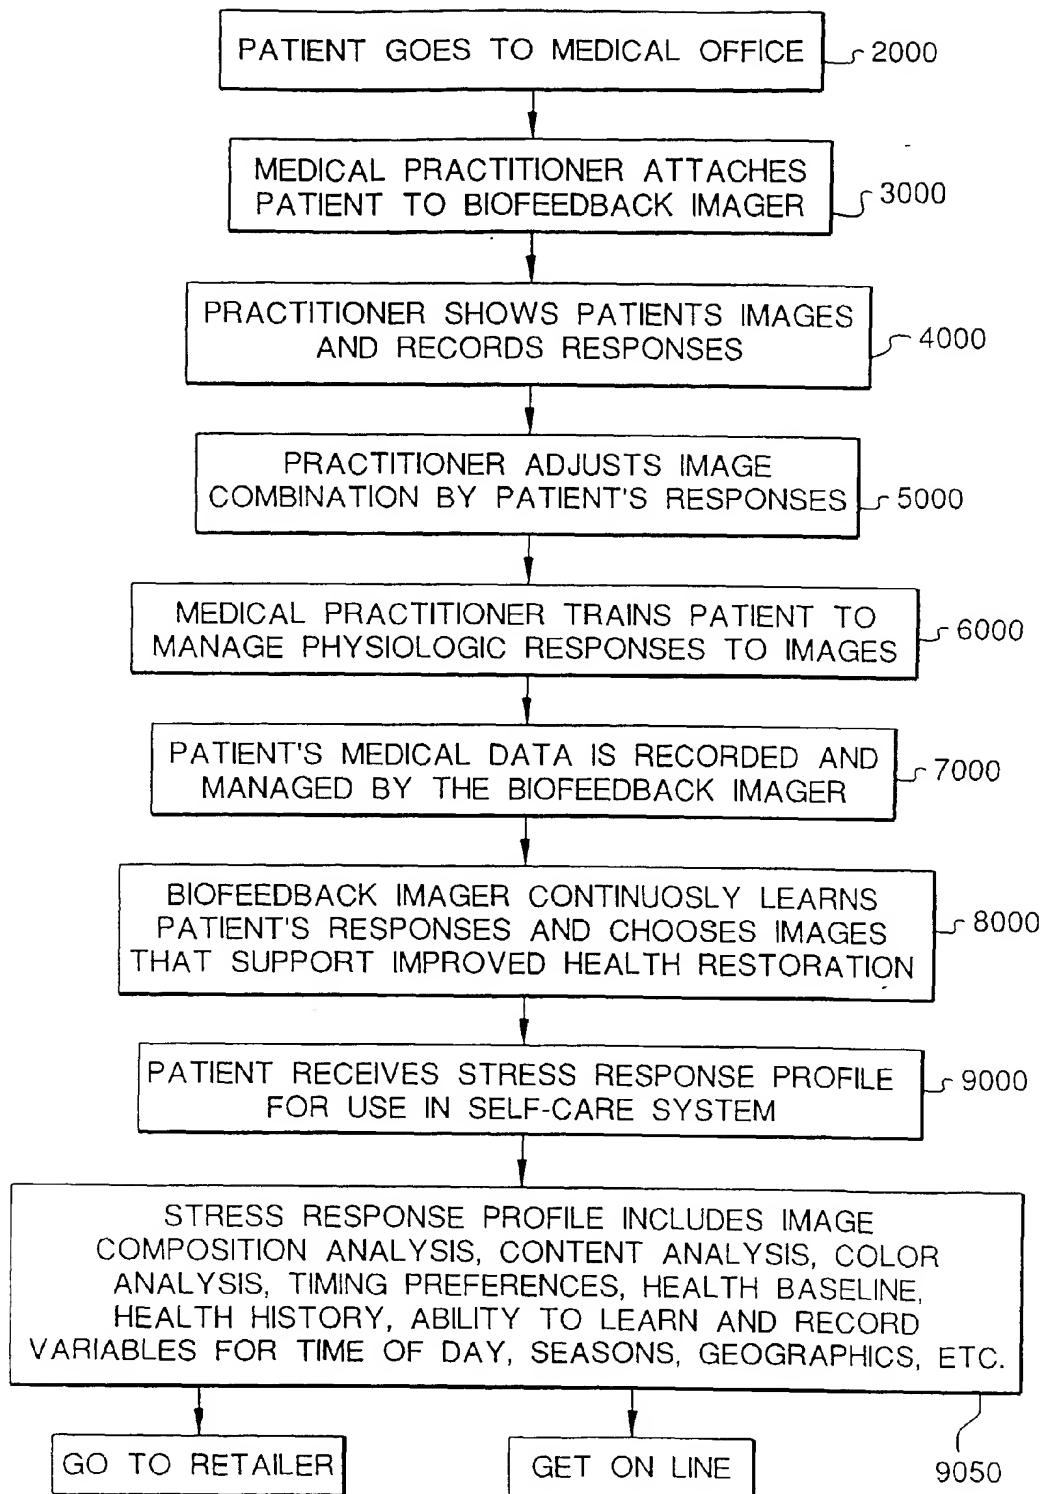 PATIENT GOES TO MEDICAL OFFICE
2000
MEDICAL PRACTITIONER ATTACHES
PATIENT TO BIOFEEDBACK IMAGER
3000
PRACTITIONER SHOWS PATIENTS IMAGES
AND RECORDS RESPONSES
4000
PRACTITIONER ADJUSTS IMAGE
COMBINATION BY PATIENT'S RESPONSES
5000
MEDICAL PRACTITIONER TRAINS PATIENT TO
MANAGE PHYSIOLOGIC RESPONSES TO IMAGES
6000
PATIENT'S MEDICAL DATA IS RECORDED AND
MANAGED BY THE BIOFEEDBACK IMAGER
7000
BIOFEEDBACK IMAGER CONTINUOSLY LEARNS
PATIENT'S RESPONSES AND CHOOSES IMAGES
THAT SUPPORT IMPROVED HEALTH RESTORATION
8000
PATIENT RECEIVES STRESS RESPONSE PROFILE
FOR USE IN SELF-CARE SYSTEM
9000
STRESS RESPONSE PROFILE INCLUDES IMAGE
COMPOSITION ANALYSIS, CONTENT ANALYSIS, COLOR
ANALYSIS, TIMING PREFERENCES, HEALTH BASELINE,
HEALTH HISTORY, ABILITY TO LEARN AND RECORD
VARIABLES FOR TIME OF DAY, SEASONS, GEOGRAPHICS, ETC.
9050
GO TO RETAILER
GET ON LINE